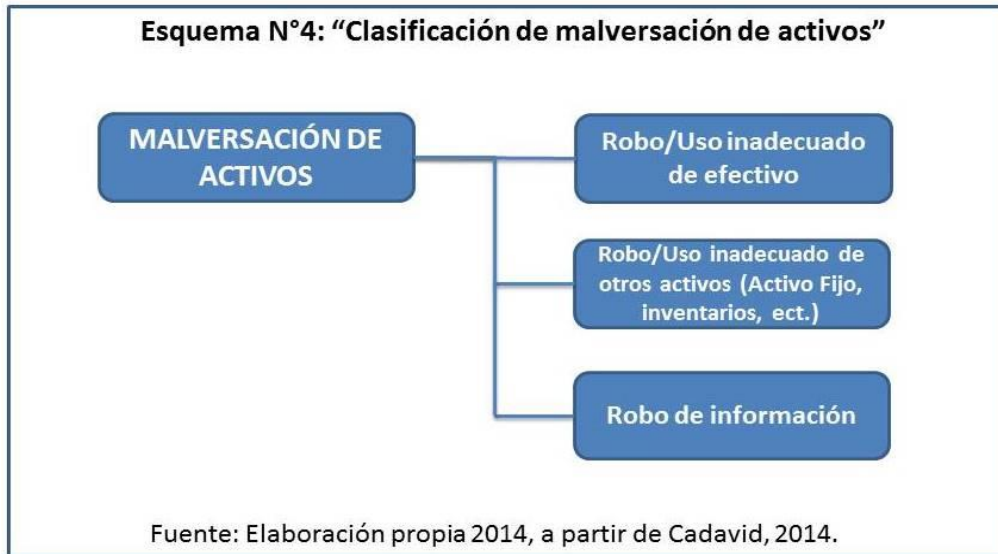 Esquema N°4: “Clasificación de malversación de activos”
MALVERSACIÓN DE
ACTIVOS
Robo/Uso inadecuado
de efectivo
Robo/Uso inadecuado de
otros activos (Activo Fijo,
inventarios, ect.)
Robo de información
Fuente: Elaboración propia 2014, a partir de Cadavid, 2014.